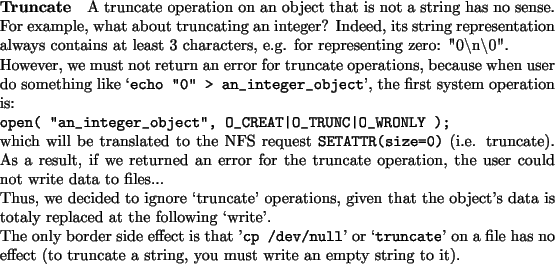 Truncate A truncate operation on an object that is not a string has no sense.
For example, what about truncating an integer? Indeed, its string representation
always contains at least 3 characters, e.g. for representing zero: "0\n\0".
However, we must not return an error for truncate operations, because when user
do something like ‘echo "0" > an_integer_object’, the first system operation
is:
open( "an_integer_object", O_CREAT|O_TRUNC|O_WRONLY );
which will be translated to the NFS request SETATTR(size=0) (i.e. truncate).
As a result, if we returned an error for the truncate operation, the user could
not write data to files...
Thus, we decided to ignore ‘truncate’ operations, given that the object's data is
totaly replaced at the following ‘write’.
The only border side effect is that ’cp /dev/null’ or ‘truncate’ on a file has no
effect (to truncate a string, you must write an empty string to it).